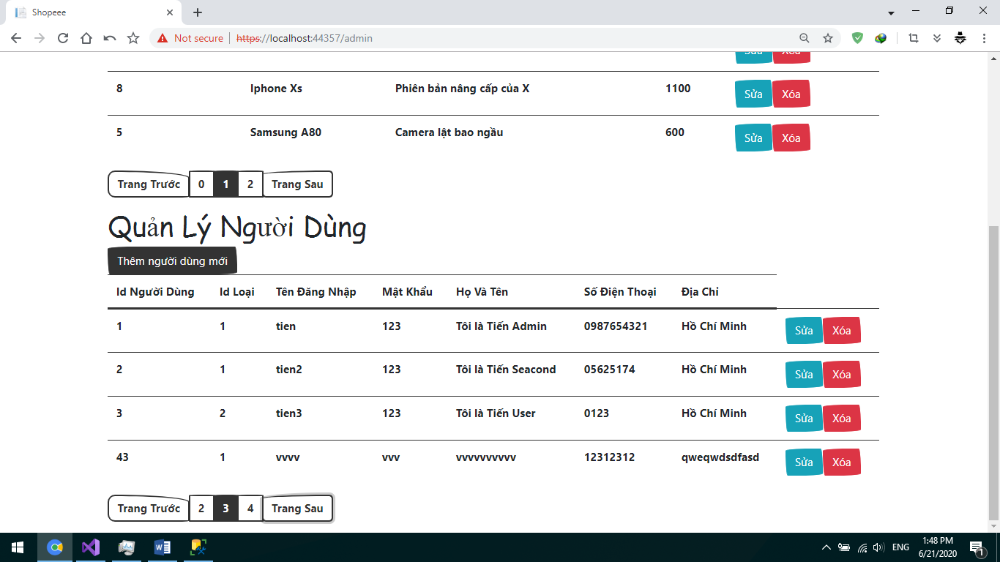 Shopeee
Not secure https://localhost:44357/admin
Sửa Xóa
8 Iphone Xs Phiên bản nâng cấp của X 1100 Sửa Xóa
5 Samsung A80 Camera lật bao ngầu 600 Sửa Xóa
Trang Trước 0 1 2 Trang Sau
Quản Lý Người Dùng
Thêm người dùng mới
Id Người Dùng Id Loại Tên Đăng Nhập Mật Khẩu Họ Và Tên Số Điện Thoại Địa Chỉ
1 1 tien 123 Tôi là Tiến Admin 0987654321 Hồ Chí Minh Sửa Xóa
2 1 tien2 123 Tôi là Tiến Seacond 05625174 Hồ Chí Minh Sửa Xóa
3 2 tien3 123 Tôi là Tiến User 0123 Hồ Chí Minh Sửa Xóa
43 1 vvvv vvv vvvvvvvvvv 12312312 qweqwdsdfasd Sửa Xóa
Trang Trước 2 3 4 Trang Sau
ENG 1:48 PM
6/21/2020 1